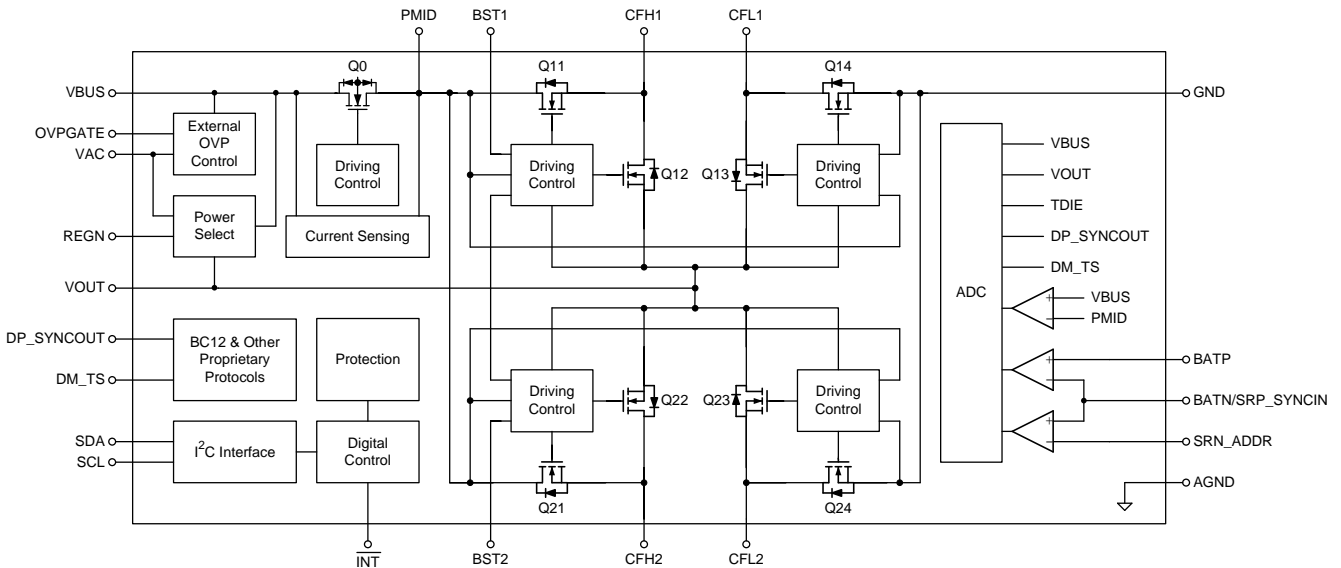 PMID BST1 CFH1 CFL1
Q0 Q11 Q14
VBUS GND
OVPGATE
VAC
External
OVP
Control
Driving
Control
Driving
Control
Q12 Q13
Driving
Control
VBUS
VOUT
TDIE
DP_SYNCOUT
DM_TS
REGN
Power
Select
Current Sensing
VOUT
ADC
VBUS
PMID
DP_SYNCOUT
DM_TS
BC12 & Other
Proprietary
Protocols
Protection
Driving
Control
Q22 Q23
Driving
Control
BATP
BATN/SRP_SYNCIN
SRN_ADDR
SDA
SCL
I2C Interface
Digital
Control
Q21 Q24
AGND
INT BST2 CFH2 CFL2
+
−
+
−
+
−